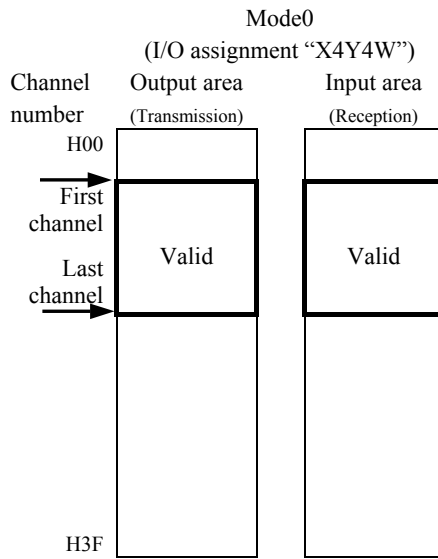 Mode0
(I/O assignment “X4Y4W”)
Channel number
Output area
(Transmission)
Input area
(Reception)
H00
First channel
Valid
Valid
Last channel
H3F